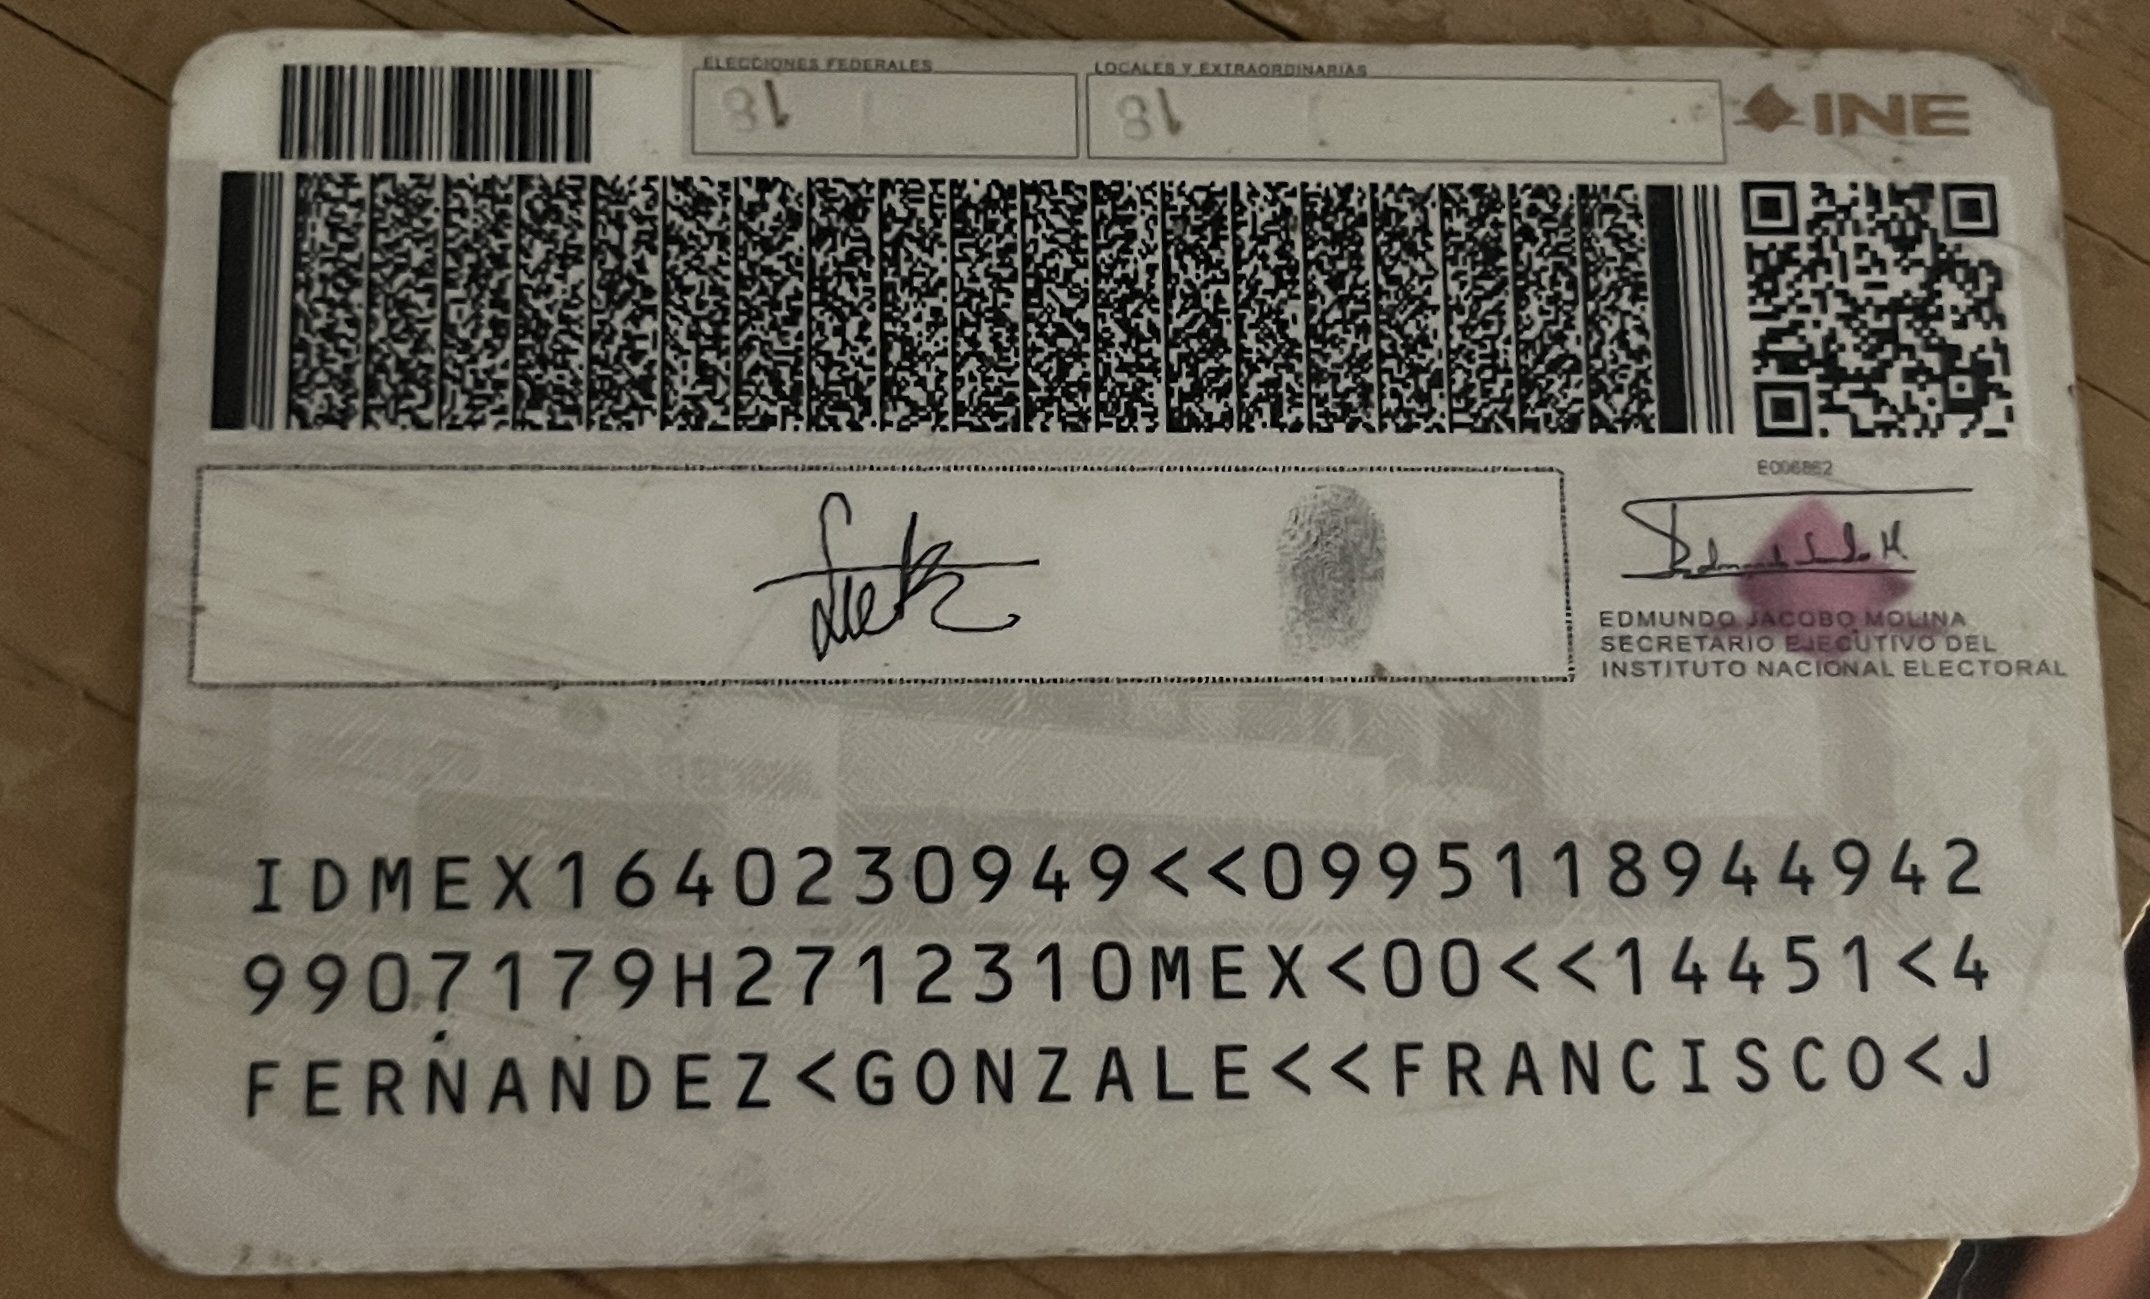 ELECCIONES FEDERALES
18
LOCALES Y EXTRAORDINARIAS
18
INE
E006862
EDMUNDO JACOBO MOLINA
SECRETARIO EJECUTIVO DEL
INSTITUTO NACIONAL ELECTORAL
IDMEX1640230949<<0995118944942
9907179H2712310MEX<00<<14451<4
FERNANDEZ<GONZALE<<FRANCISCO<J